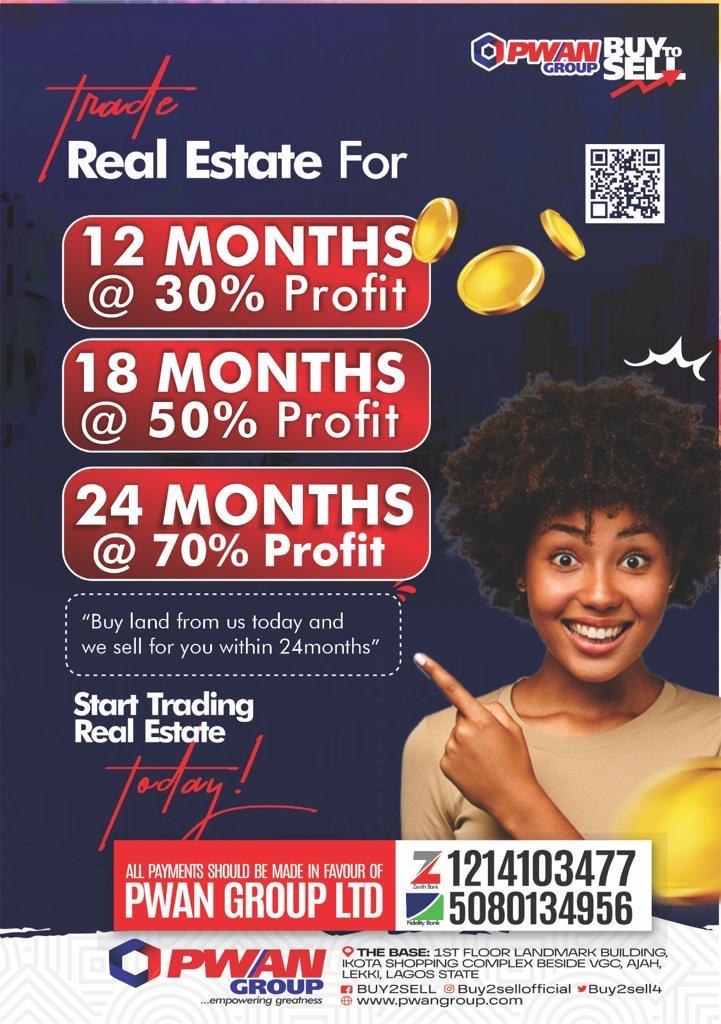 PWAN GROUP BUY TO SELL
Trade
Real Estate For
12 MONTHS
@ 30% Profit
18 MONTHS
@ 50% Profit
24 MONTHS
@ 70% Profit
“Buy land from us today and
we sell for you within 24months”
Start Trading
Real Estate
Today!
ALL PAYMENTS SHOULD BE MADE IN FAVOUR OF
PWAN GROUP LTD
Zenith Bank
1214103477
Fidelity Bank
5080134956
PWAN
GROUP
...empowering greatness
THE BASE: 1ST FLOOR LANDMARK BUILDING,
IKOTA SHOPPING COMPLEX BESIDE VGC, AJAH,
LEKKI, LAGOS STATE
BUY2SELL Buy2sellofficial Buy2sell4
www.pwangroup.com